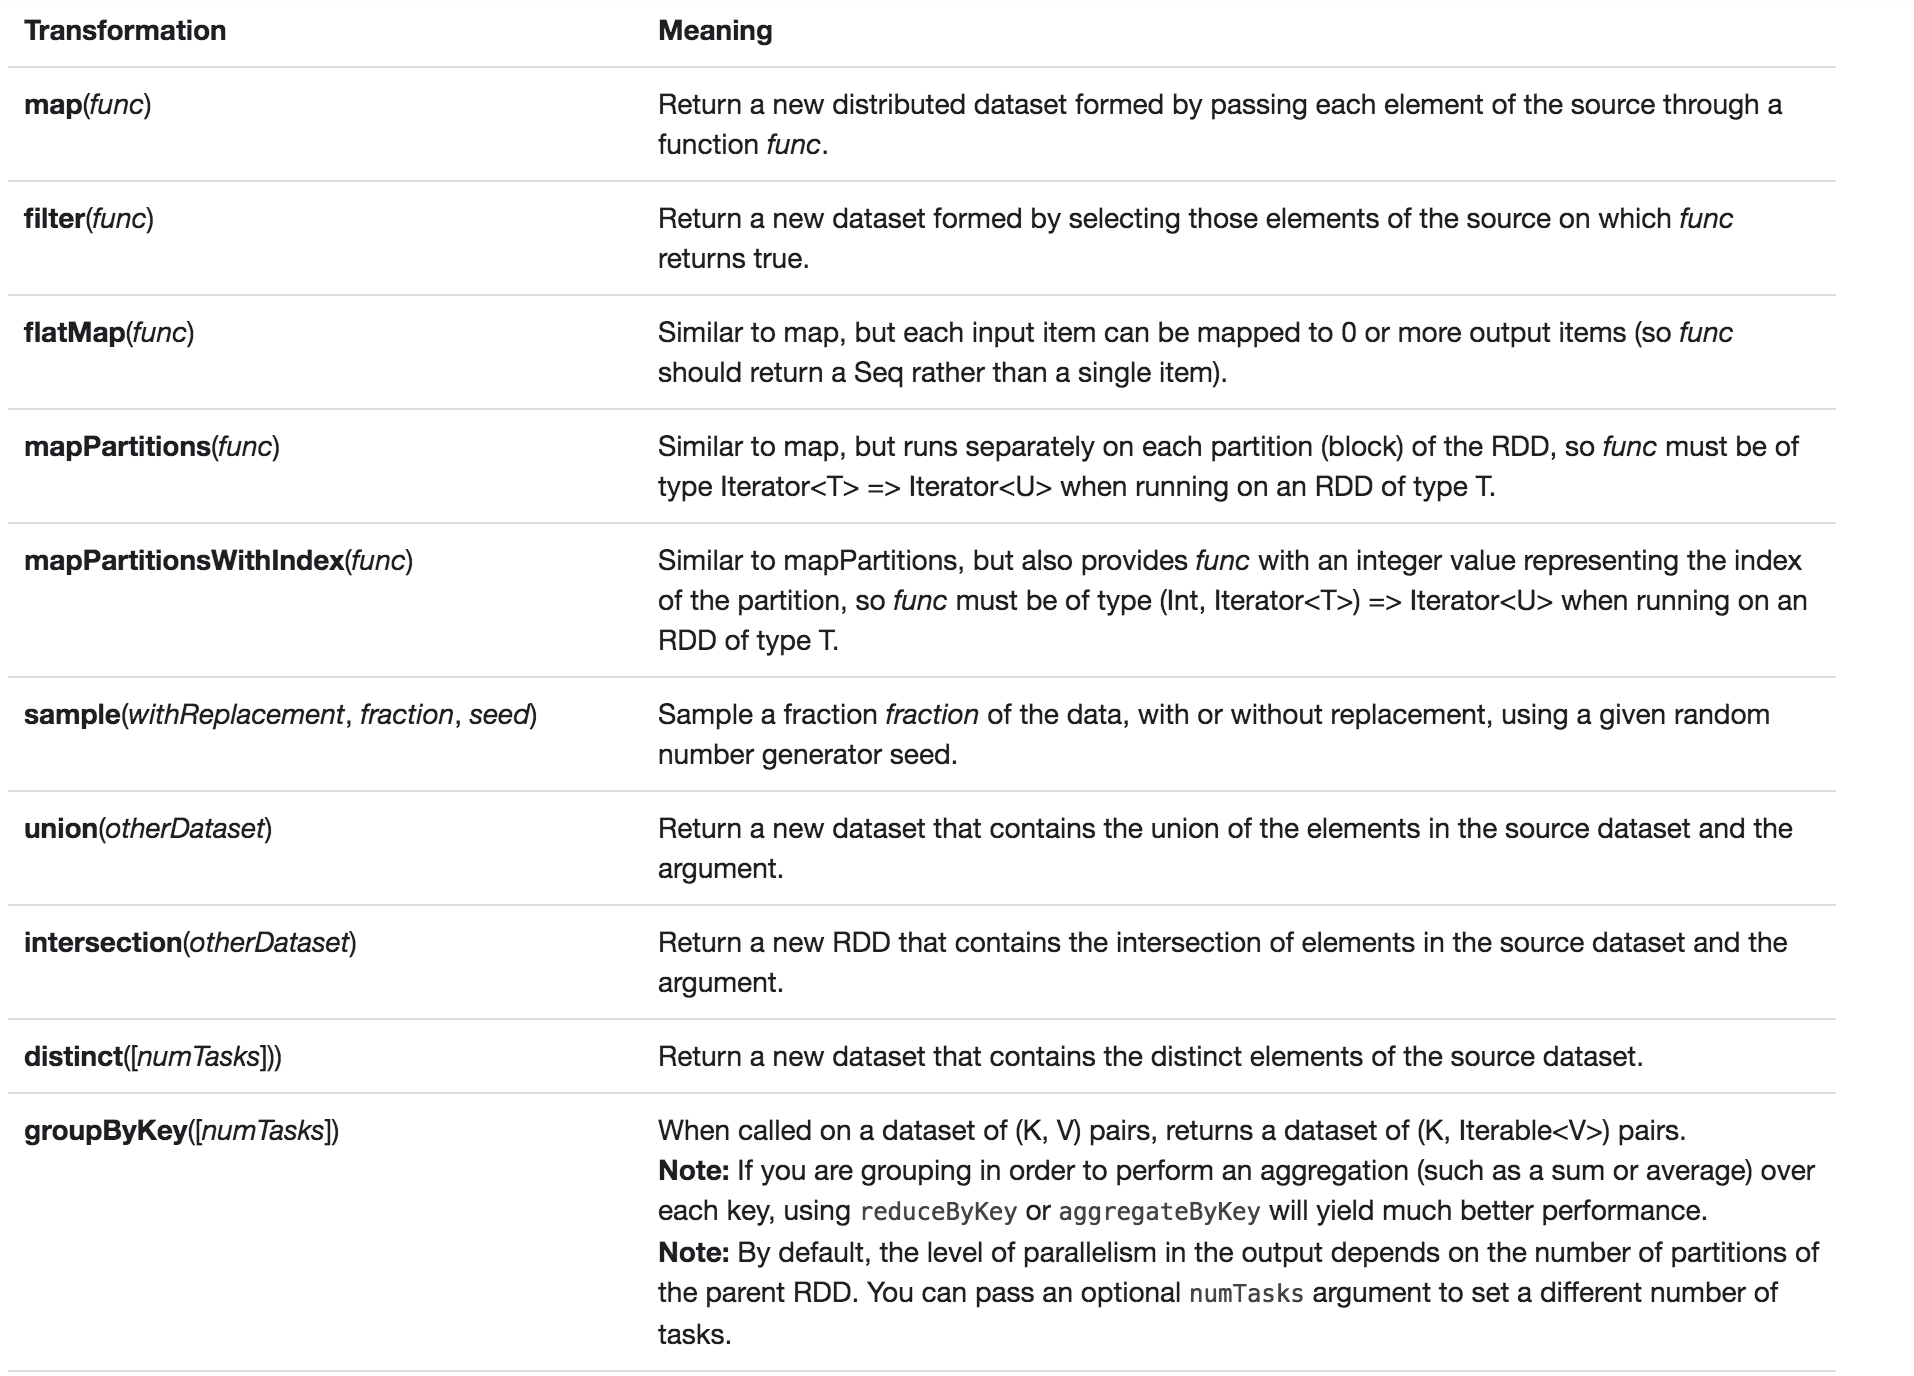 Transformation Meaning
map(func) Return a new distributed dataset formed by passing each element of the source through a
function func.
filter(func) Return a new dataset formed by selecting those elements of the source on which func
returns true.
flatMap(func) Similar to map, but each input item can be mapped to 0 or more output items (so func
should return a Seq rather than a single item).
mapPartitions(func) Similar to map, but runs separately on each partition (block) of the RDD, so func must be of
type Iterator<T> => Iterator<U> when running on an RDD of type T.
mapPartitionsWithIndex(func) Similar to mapPartitions, but also provides func with an integer value representing the index
of the partition, so func must be of type (Int, Iterator<T>) => Iterator<U> when running on an
RDD of type T.
sample(withReplacement, fraction, seed) Sample a fraction fraction of the data, with or without replacement, using a given random
number generator seed.
union(otherDataset) Return a new dataset that contains the union of the elements in the source dataset and the
argument.
intersection(otherDataset) Return a new RDD that contains the intersection of elements in the source dataset and the
argument.
distinct([numTasks])) Return a new dataset that contains the distinct elements of the source dataset.
groupByKey([numTasks]) When called on a dataset of (K, V) pairs, returns a dataset of (K, Iterable<V>) pairs.
Note: If you are grouping in order to perform an aggregation (such as a sum or average) over
each key, using reduceByKey or aggregateByKey will yield much better performance.
Note: By default, the level of parallelism in the output depends on the number of partitions of
the parent RDD. You can pass an optional numTasks argument to set a different number of
tasks.